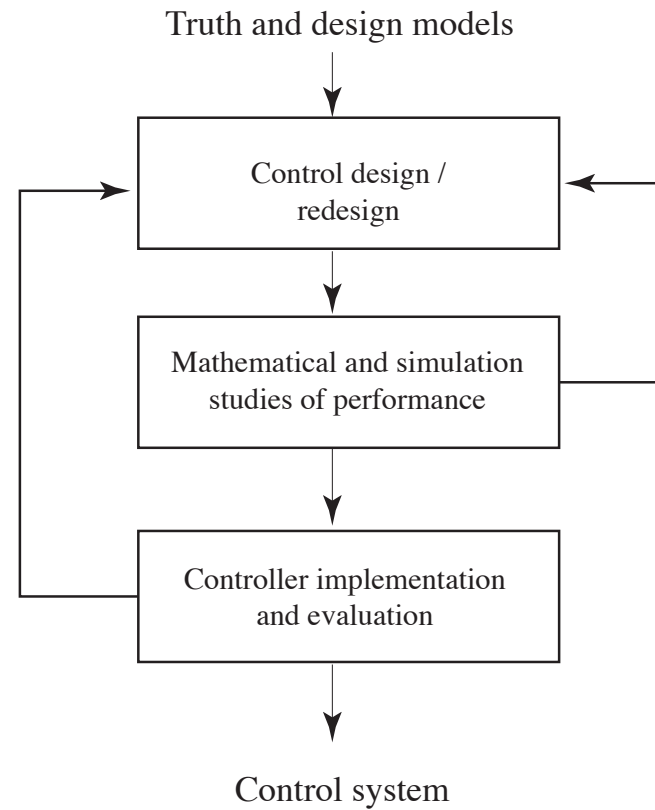 Truth and design models
Control design /
redesign
Mathematical and simulation
studies of performance
Controller implementation
and evaluation
Control system